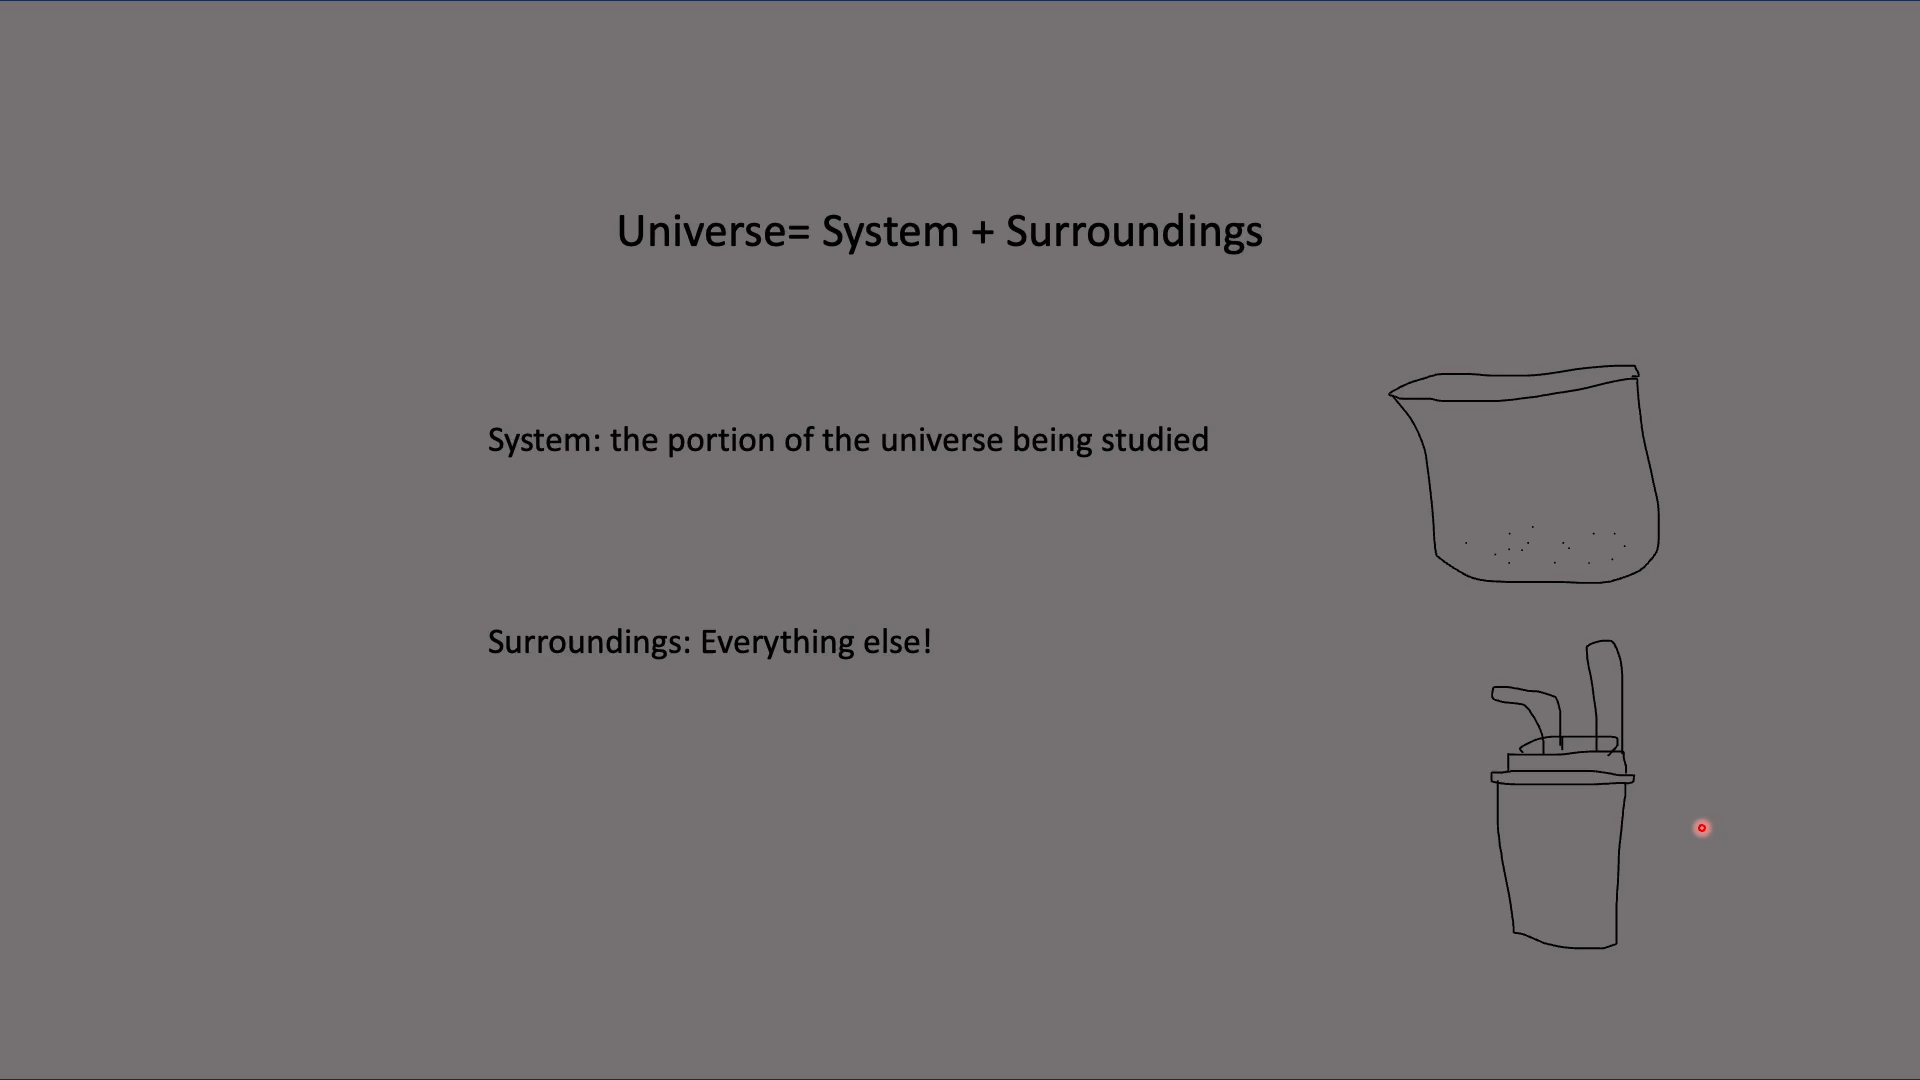 Universe= System + Surroundings
System: the portion of the universe being studied
Surroundings: Everything else!